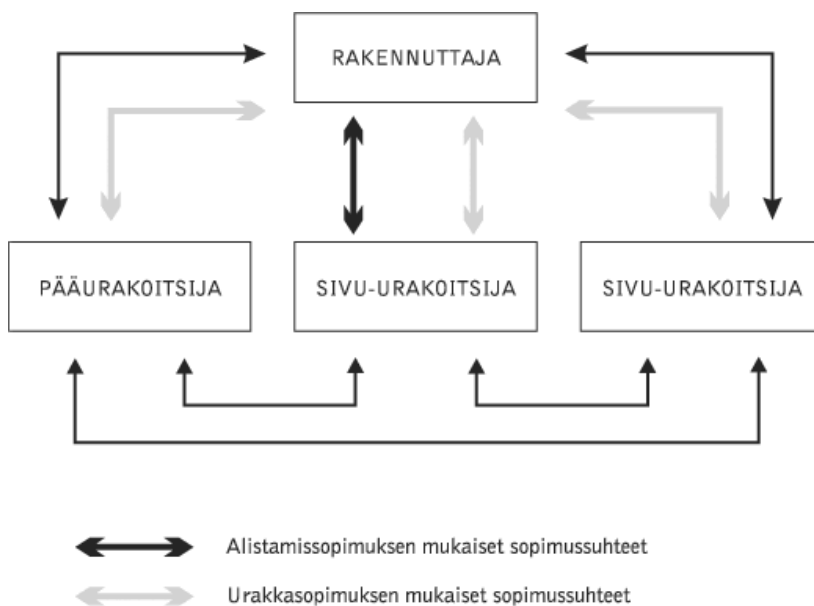 RAKENNUTTAJA
PÄÄURAKOITSIJA
SIVU-URAKOITSIJA
SIVU-URAKOITSIJA
Alistamissopimuksen mukaiset sopimussuhteet
Urakkasopimuksen mukaiset sopimussuhteet